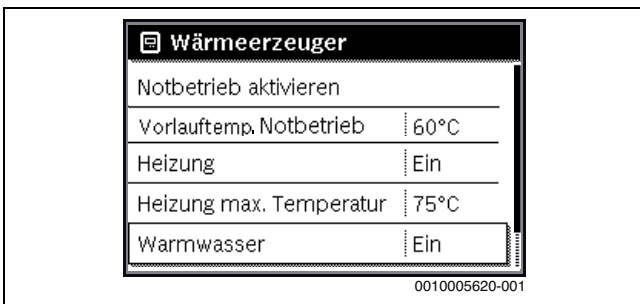 Wärmeerzeuger
Notbetrieb aktivieren
Vorlauftemp. Notbetrieb 60°C
Heizung Ein
Heizung max. Temperatur 75°C
Warmwasser Ein
0010005620-001